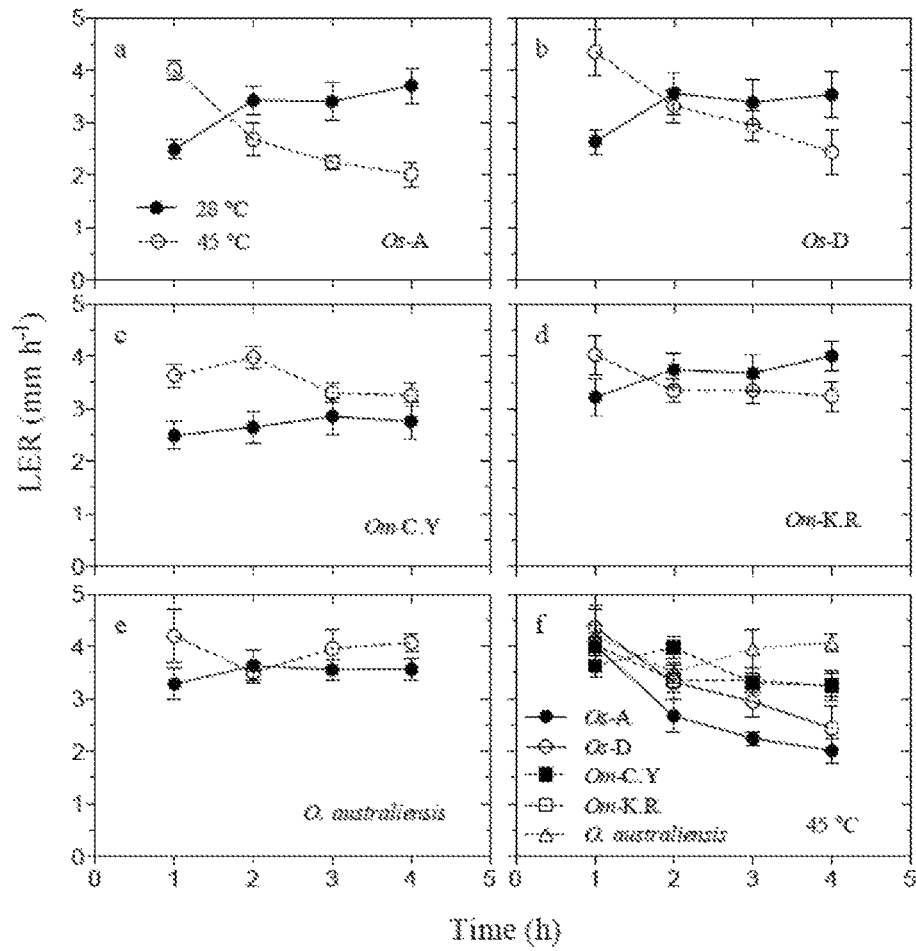 LER (mm h⁻¹)
5
4
3
2
1
0
a
28 °C
45 °C
Os-A
b
Os-D
5
4
3
2
1
0
c
Om-C.Y
d
Om-K.R.
5
4
3
2
1
0
e
O. australiensis
f
Os-A
Os-D
Om-C.Y
Om-K.R.
O. australiensis
45 °C
0 1 2 3 4 5
0 1 2 3 4 5
Time (h)